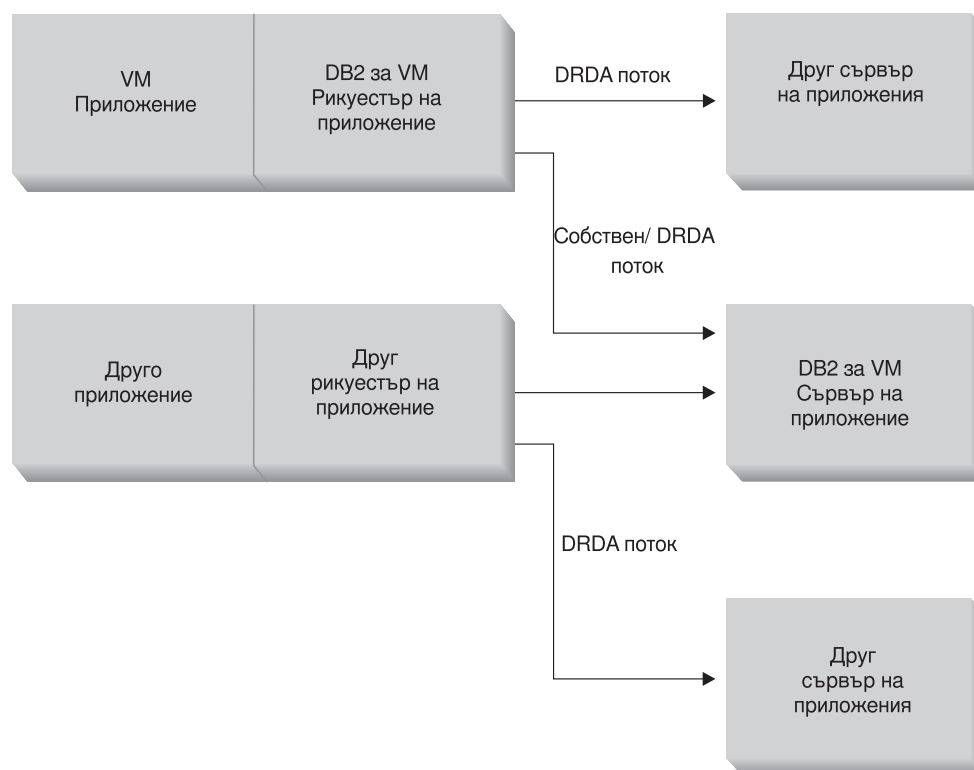 VM
Приложение
DB2 за VM
Рикуестър на
приложение
DRDA поток
Друг сървър
на приложения
Собствен/ DRDA
поток
Друго
приложение
Друг
рикуестър на
приложение
DB2 за VM
Сървър на
приложение
DRDA поток
Друг
сървър на
приложения